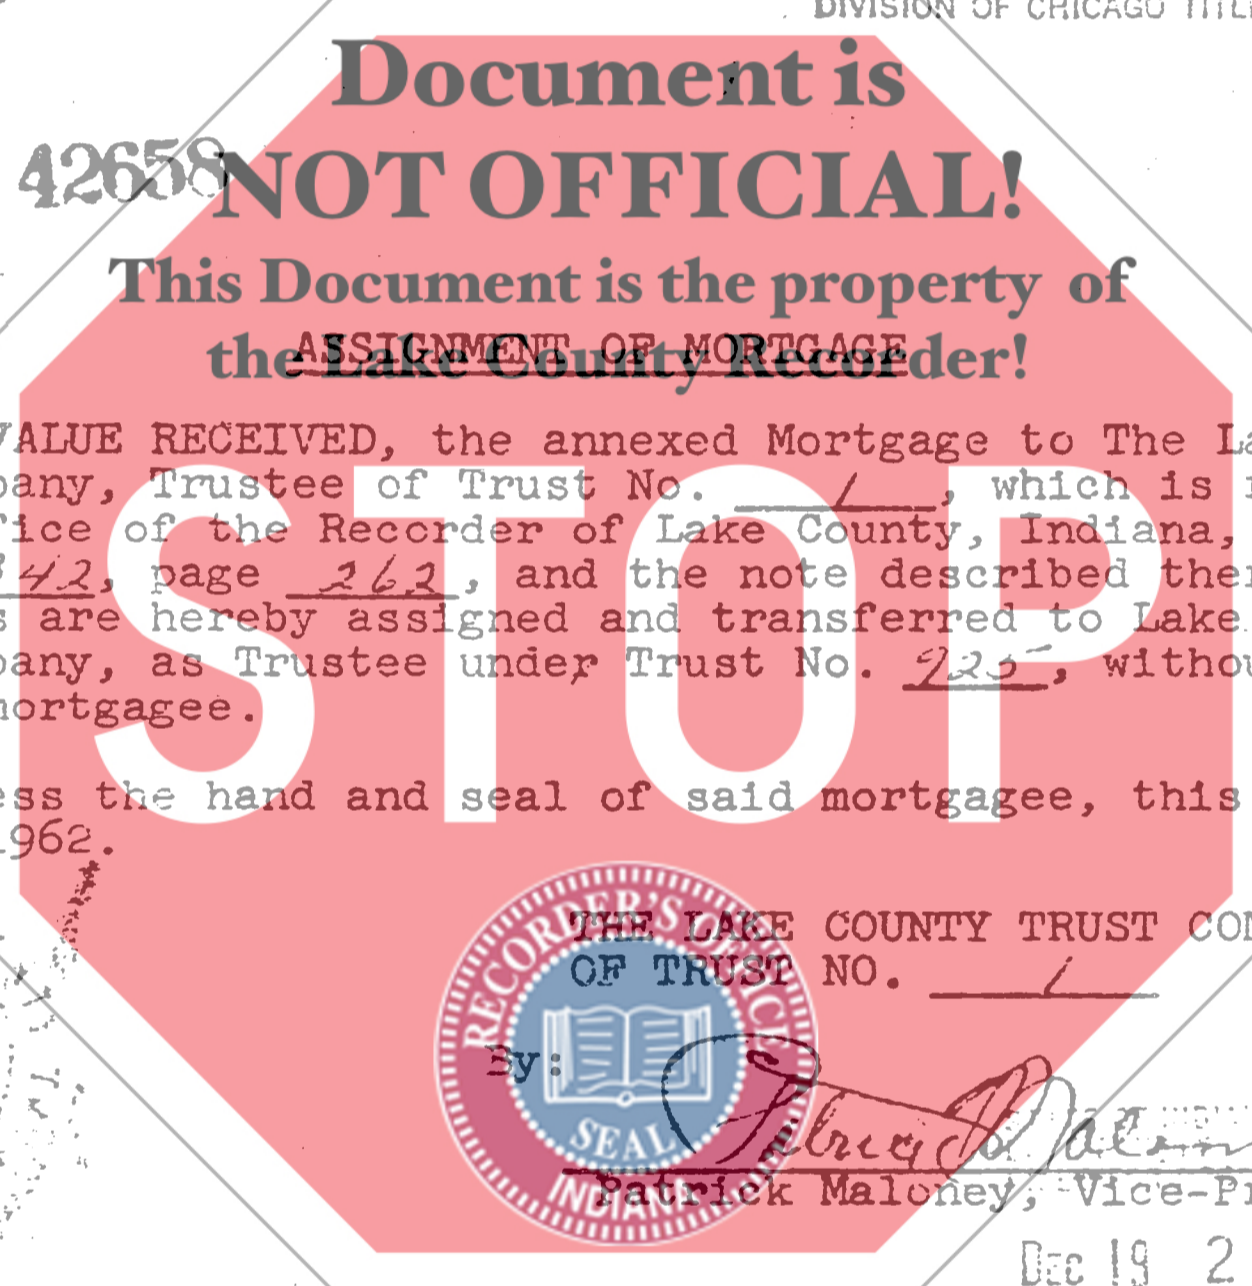 DIVISION OF CHICAGO TITL
Document is
42658
NOT OFFICIAL!
This Document is the property of
the Lake County Recorder!
ASSIGNMENT OF MORTGAGE
VALUE RECEIVED, the annexed Mortgage to The La
pany, Trustee of Trust No. 1, which is r
fice of the Recorder of Lake County, Indiana,
42, page 262, and the note described ther
s are hereby assigned and transferred to Lake
pany, as Trustee under Trust No. 925, withou
mortgagee.
STOP
ess the hand and seal of said mortgagee, this
1962.
RECORDER'S OFFICE
THE LAKE COUNTY TRUST COM
OF TRUST NO. 1
By:
SEAL
INDIANA
Patrick Maloney, Vice-Pr
DEC 19 2